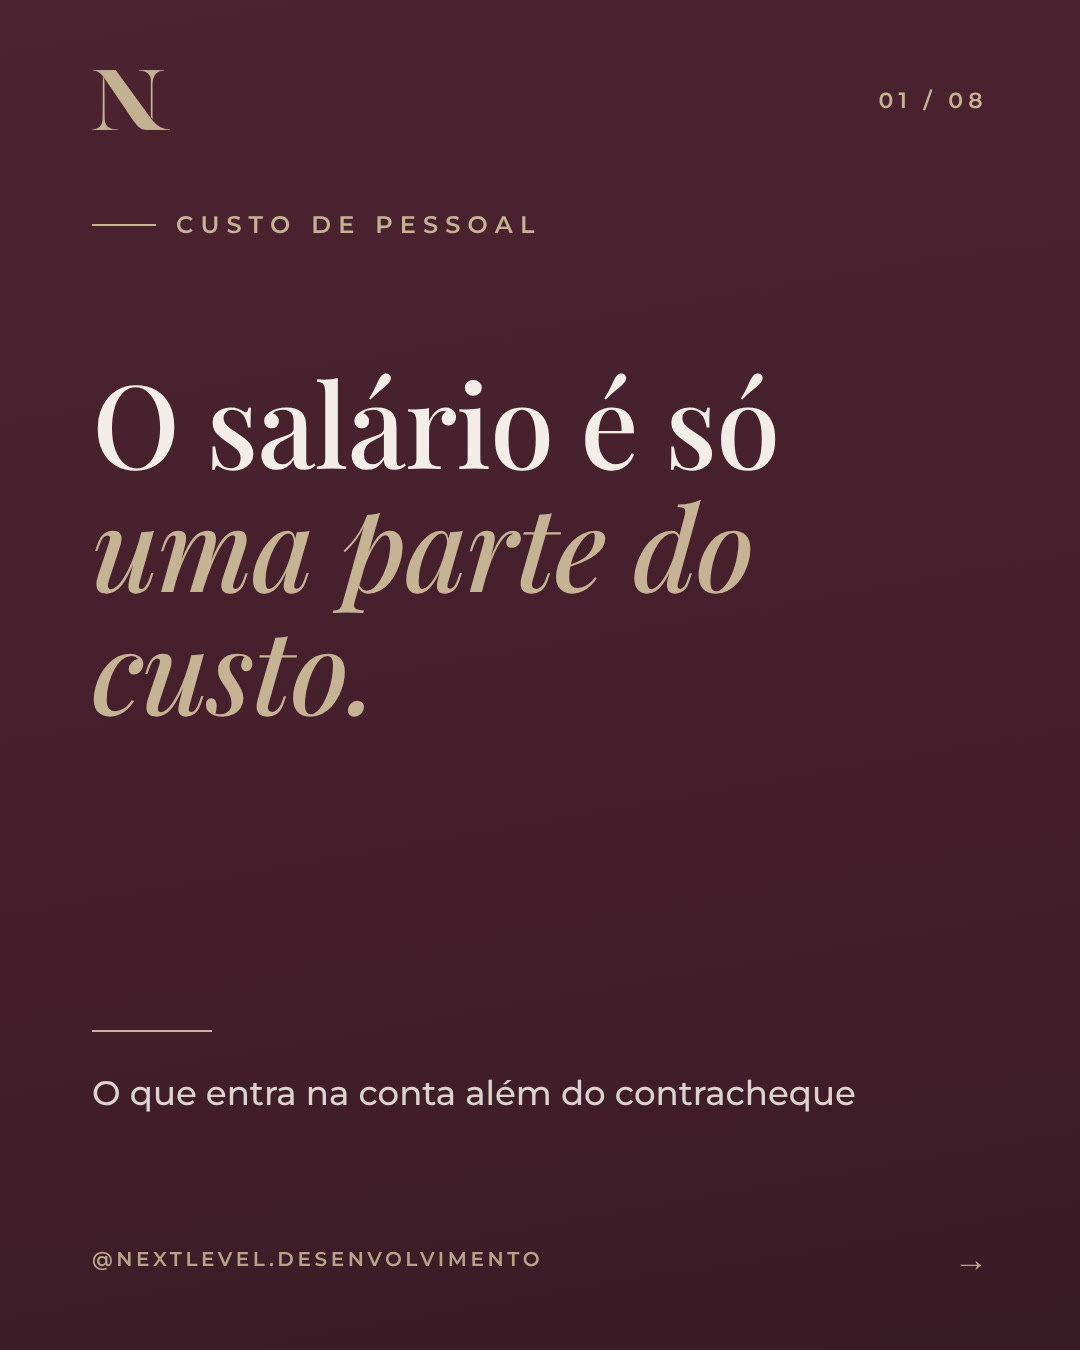 N
01 / 08
CUSTO DE PESSOAL
O salário é só
uma parte do
custo.
O que entra na conta além do contracheque
@NEXTLEVEL.DESENVOLVIMENTO
→